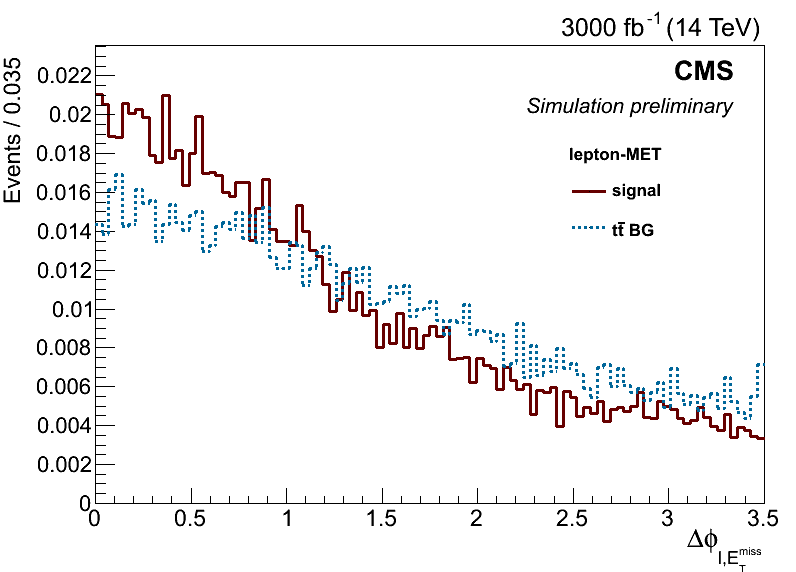 3000 fb⁻¹ (14 TeV)
Events / 0.035
CMS
Simulation preliminary
lepton-MET
signal
tt̄ BG
0.022
0.02
0.018
0.016
0.014
0.012
0.01
0.008
0.006
0.004
0.002
0
0 0.5 1 1.5 2 2.5 3 3.5
Δϕ l,E_T^miss